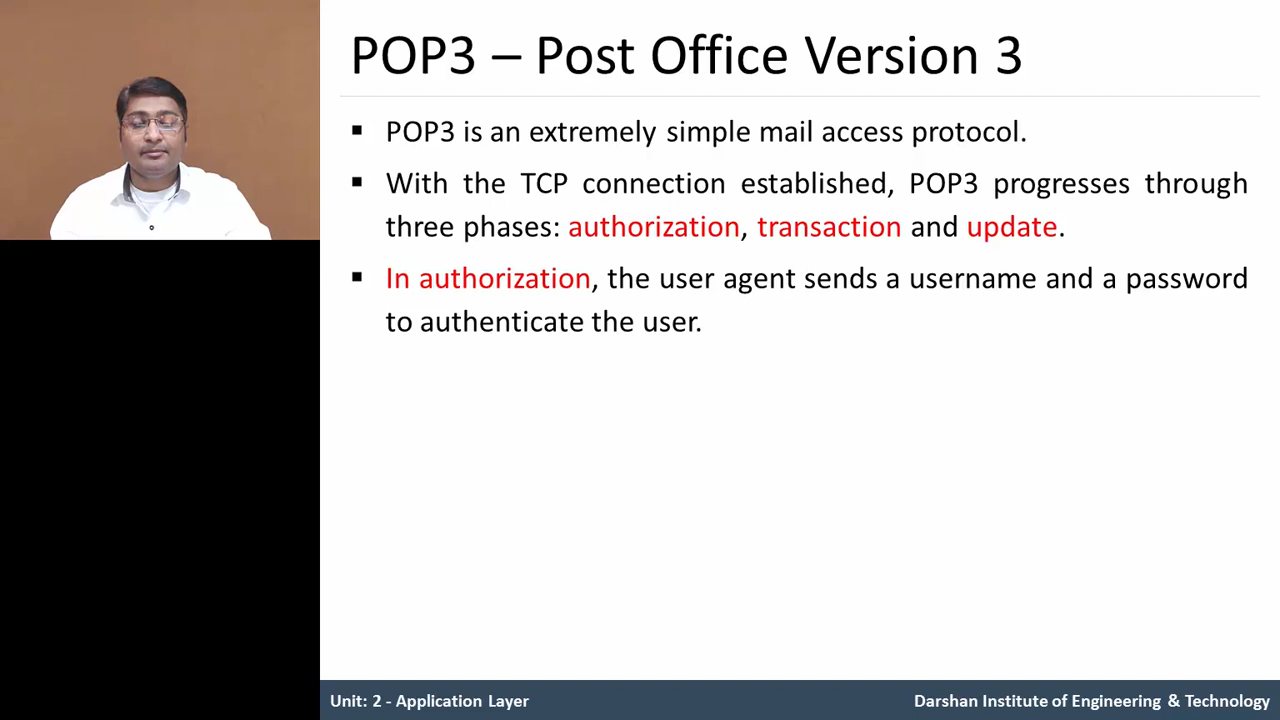 POP3 – Post Office Version 3
▪ POP3 is an extremely simple mail access protocol.
▪ With the TCP connection established, POP3 progresses through
three phases: authorization, transaction and update.
▪ In authorization, the user agent sends a username and a password
to authenticate the user.
Unit: 2 - Application Layer
Darshan Institute of Engineering & Technology